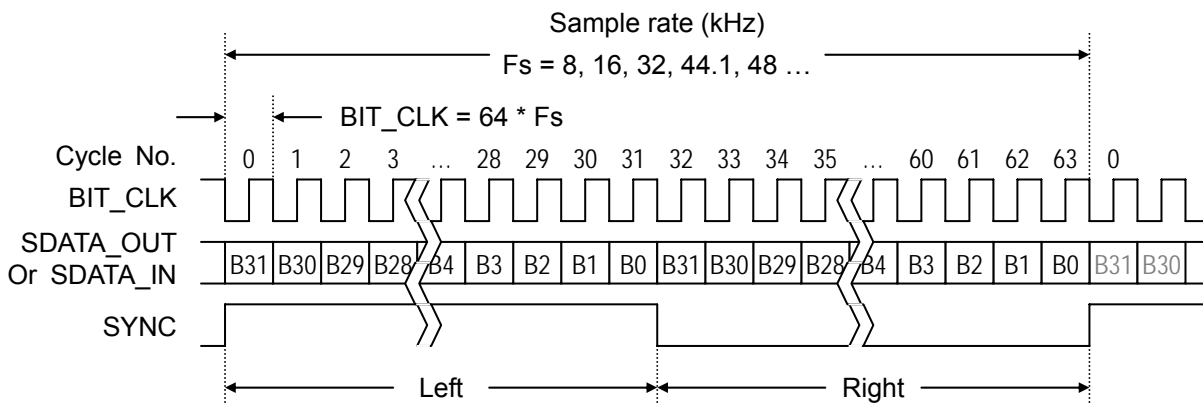 Sample rate (kHz)
Fs = 8, 16, 32, 44.1, 48 …
BIT_CLK = 64 * Fs
Cycle No. 0 1 2 3 ... 28 29 30 31 32 33 34 35 ... 60 61 62 63 0
BIT_CLK
SDATA_OUT
Or SDATA_IN B31 B30 B29 B28 B4 B3 B2 B1 B0 B31 B30 B29 B28 B4 B3 B2 B1 B0 B31 B30
SYNC
Left Right